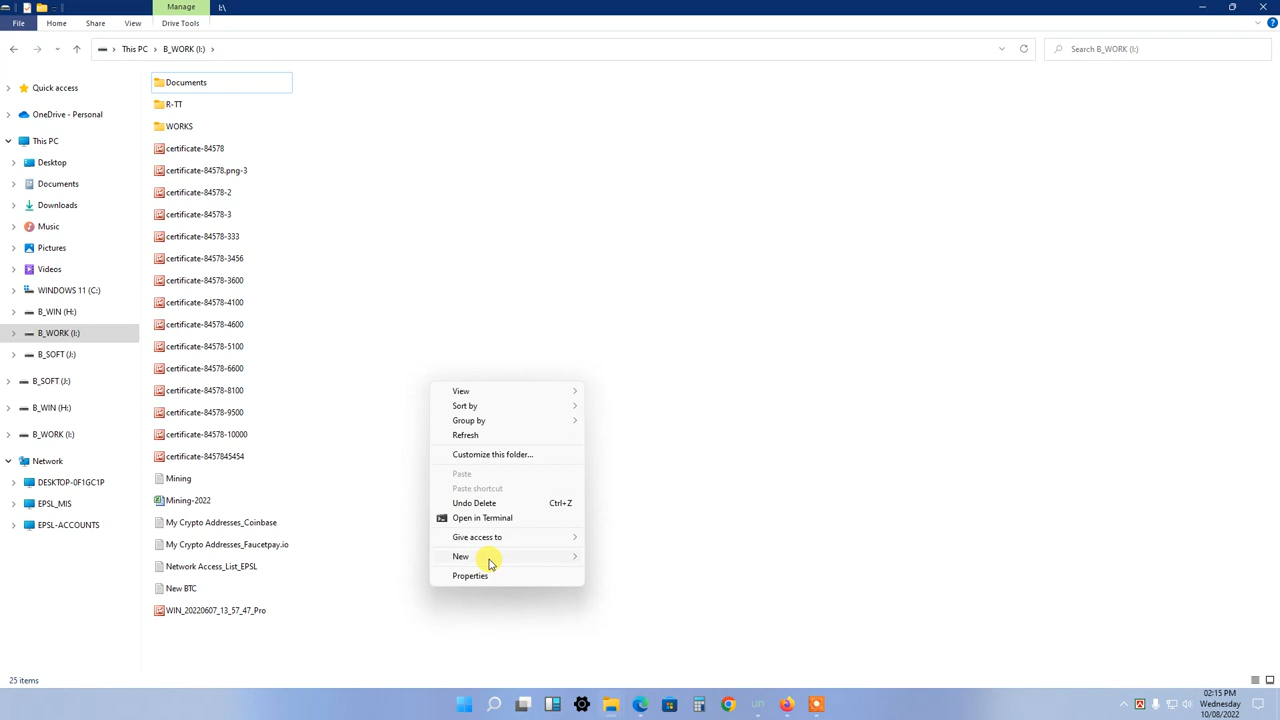 Manage
I:\
File
Home
Share
View
Drive Tools
This PC
B_WORK (I:)
Search B_WORK (I:)
Quick access
OneDrive - Personal
This PC
Desktop
Documents
Downloads
Music
Pictures
Videos
WINDOWS 11 (C:)
B_WIN (H:)
B_WORK (I:)
B_SOFT (J:)
B_SOFT (J:)
B_WIN (H:)
B_WORK (I:)
Network
DESKTOP-0F1GC1P
EPSL_MIS
EPSL-ACCOUNTS
Documents
R-TT
WORKS
certificate-84578
certificate-84578.png-3
certificate-84578-2
certificate-84578-3
certificate-84578-333
certificate-84578-3456
certificate-84578-3600
certificate-84578-4100
certificate-84578-4600
certificate-84578-5100
certificate-84578-6600
certificate-84578-8100
certificate-84578-9500
certificate-84578-10000
certificate-8457845454
Mining
Mining-2022
My Crypto Addresses_Coinbase
My Crypto Addresses_Faucetpay.io
Network Access_List_EPSL
New BTC
WIN_20220607_13_57_47_Pro
View
Sort by
Group by
Refresh
Customize this folder...
Paste
Paste shortcut
Undo Delete Ctrl+Z
Open in Terminal
Give access to
New
Properties
25 items
un
02:15 PM
Wednesday
10/08/2022